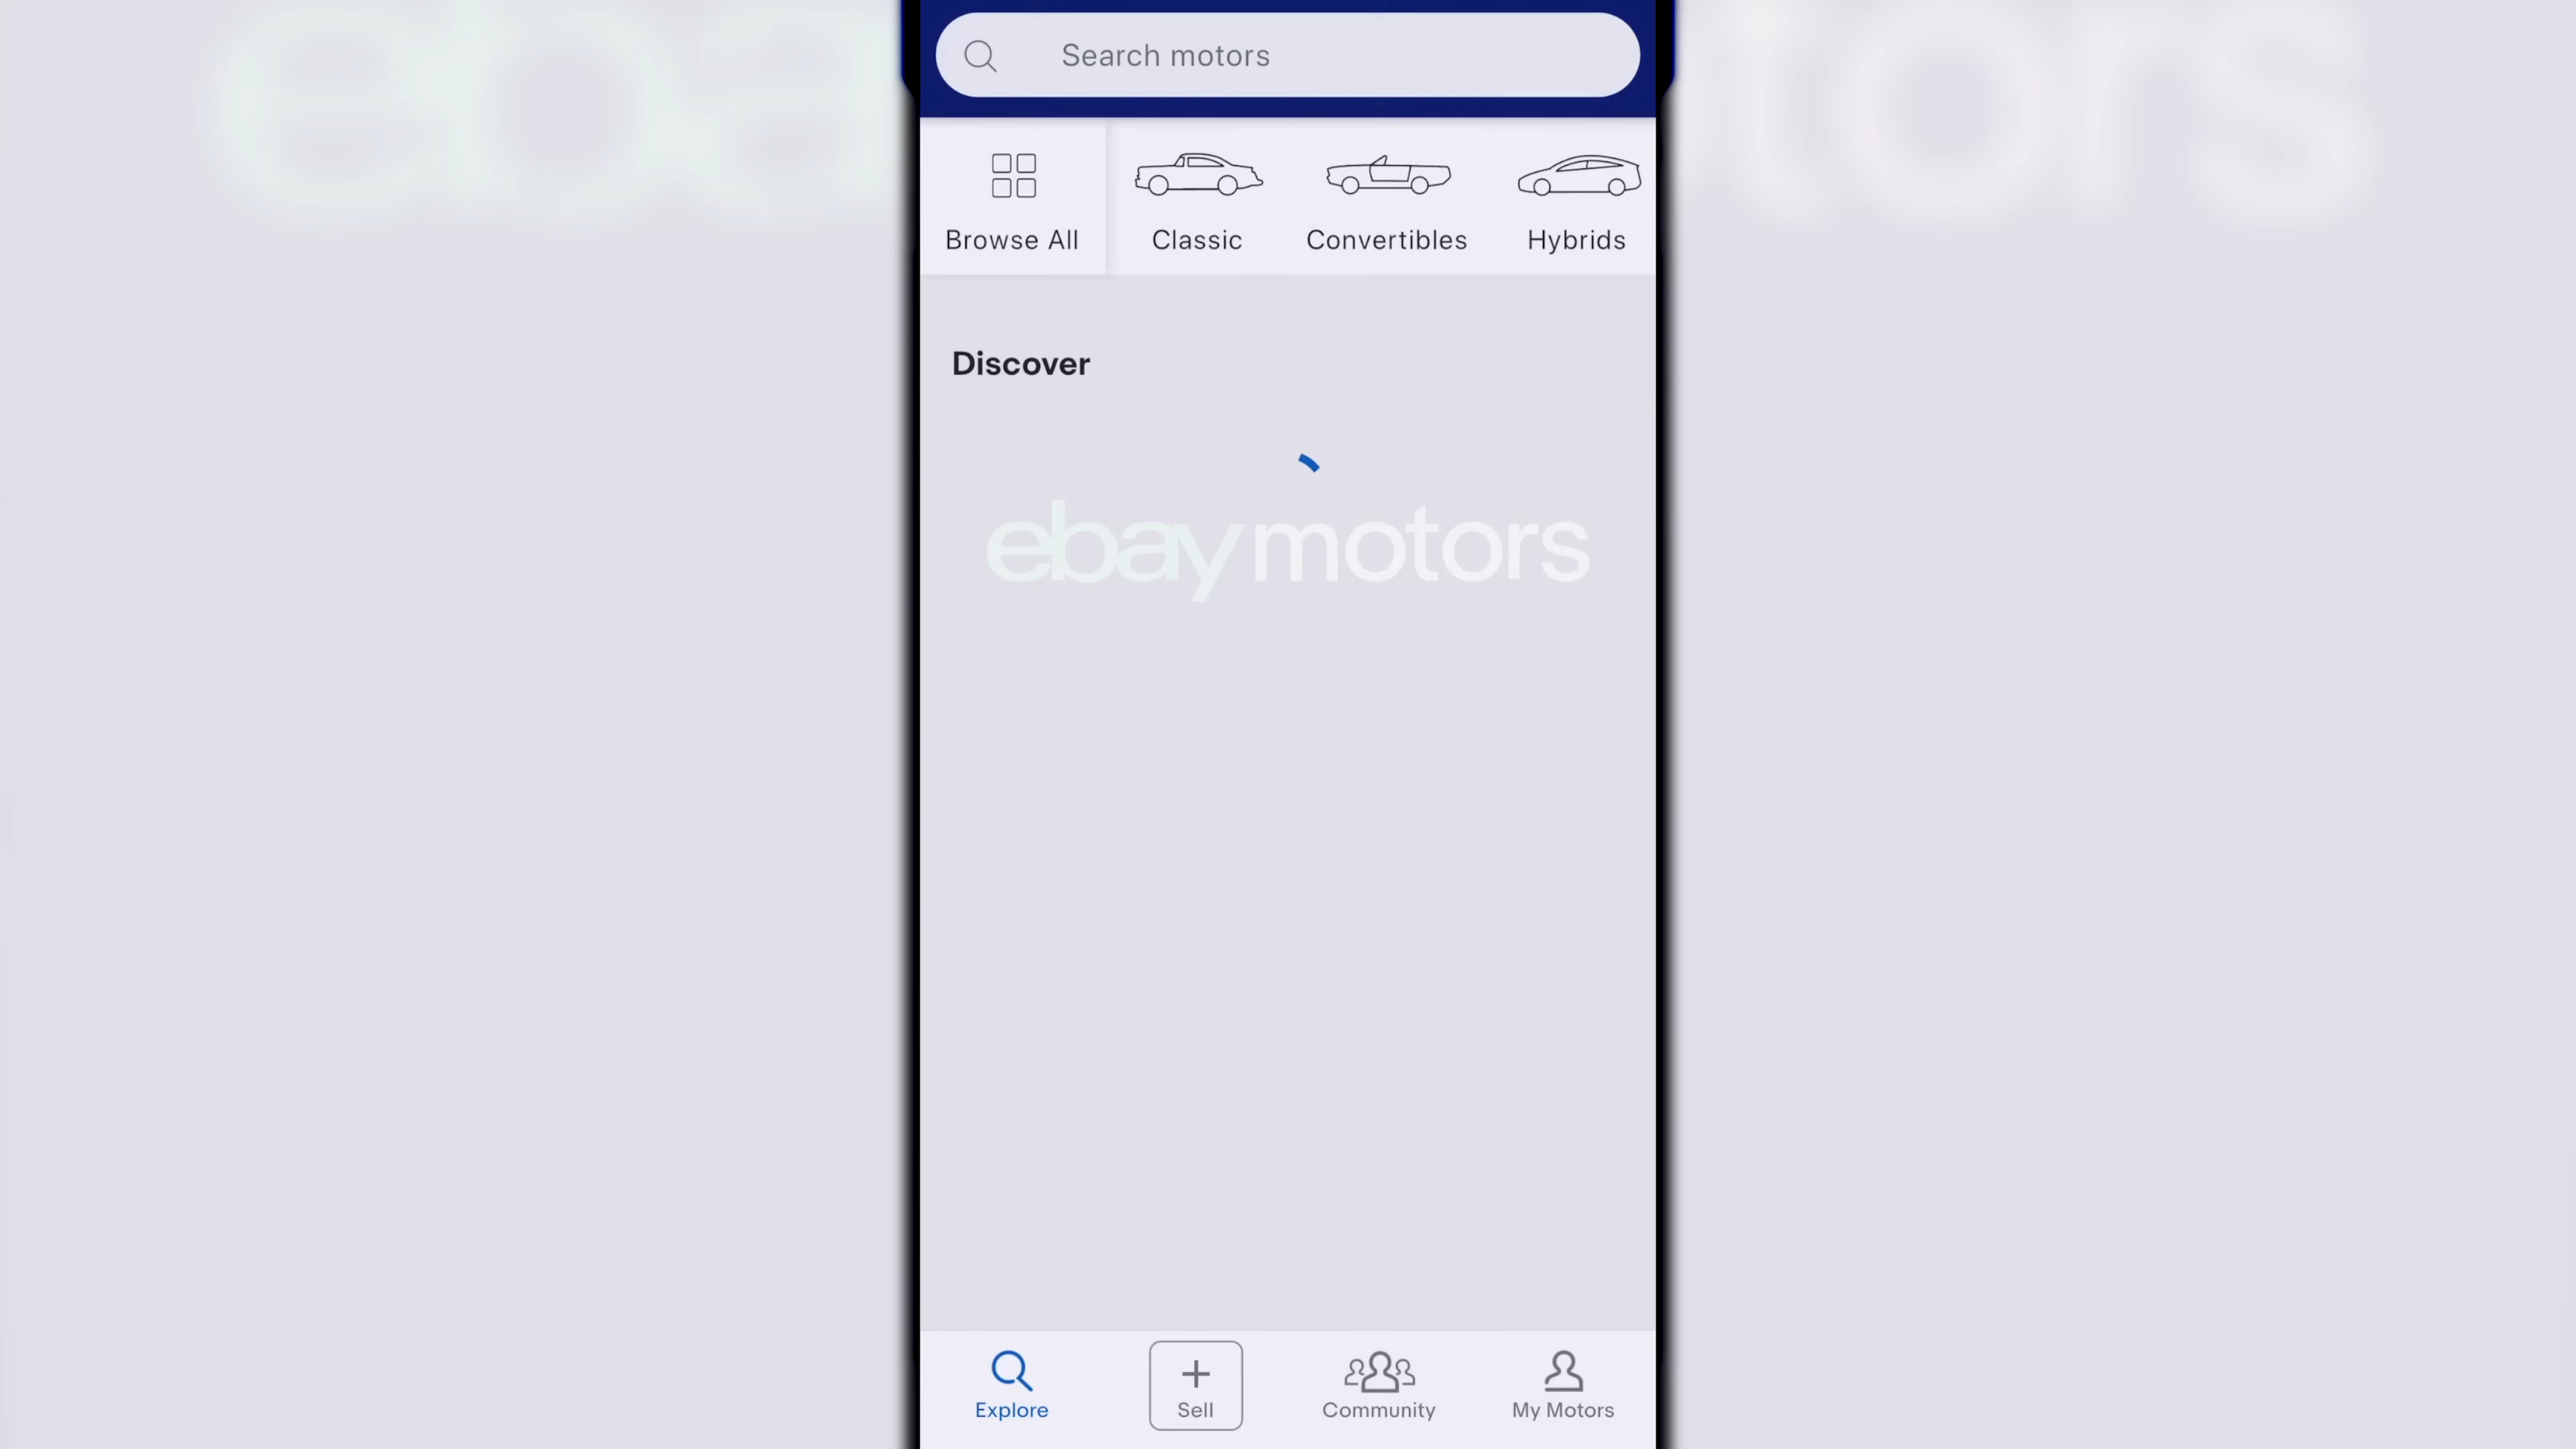 Search motors
Browse All
Classic
Convertibles
Hybrids
Discover
ebay motors
Explore
Sell
Community
My Motors